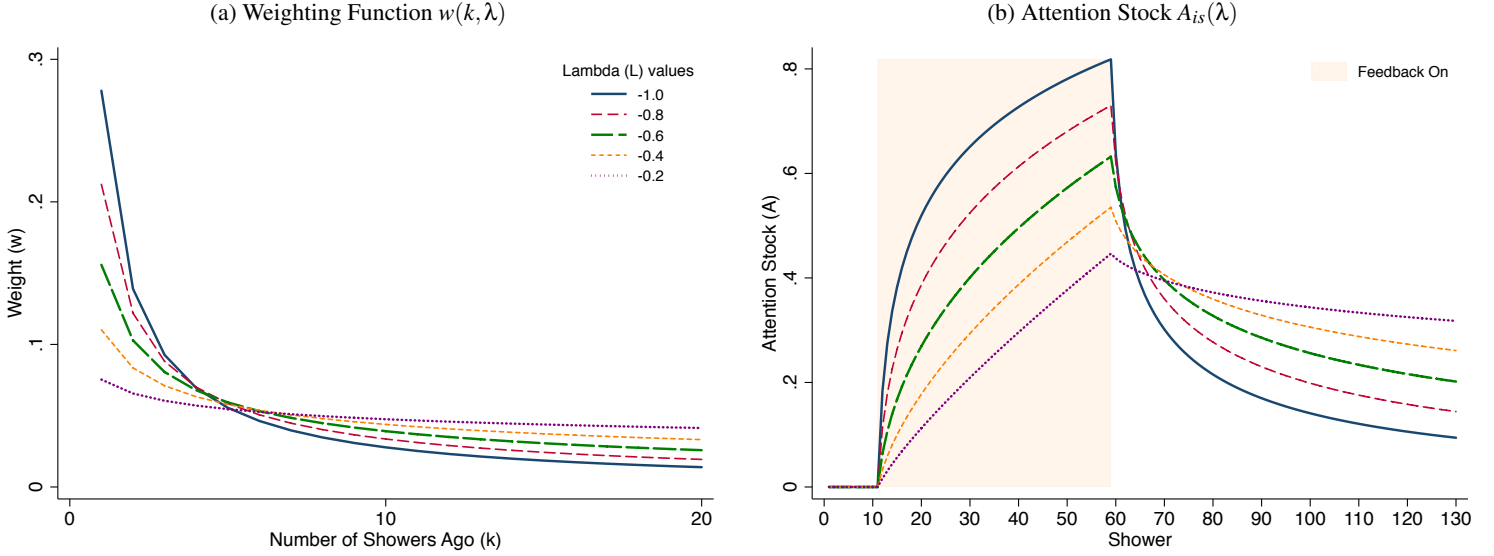 (a) Weighting Function w(k, λ)
.3
.2
.1
0
Weight (w)
0
10
20
Number of Showers Ago (k)
Lambda (L) values
-1.0
-0.8
-0.6
-0.4
-0.2
(b) Attention Stock A_is(λ)
.8
.6
.4
.2
0
Attention Stock (A)
0 10 20 30 40 50 60 70 80 90 100 110 120 130
Shower
Feedback On